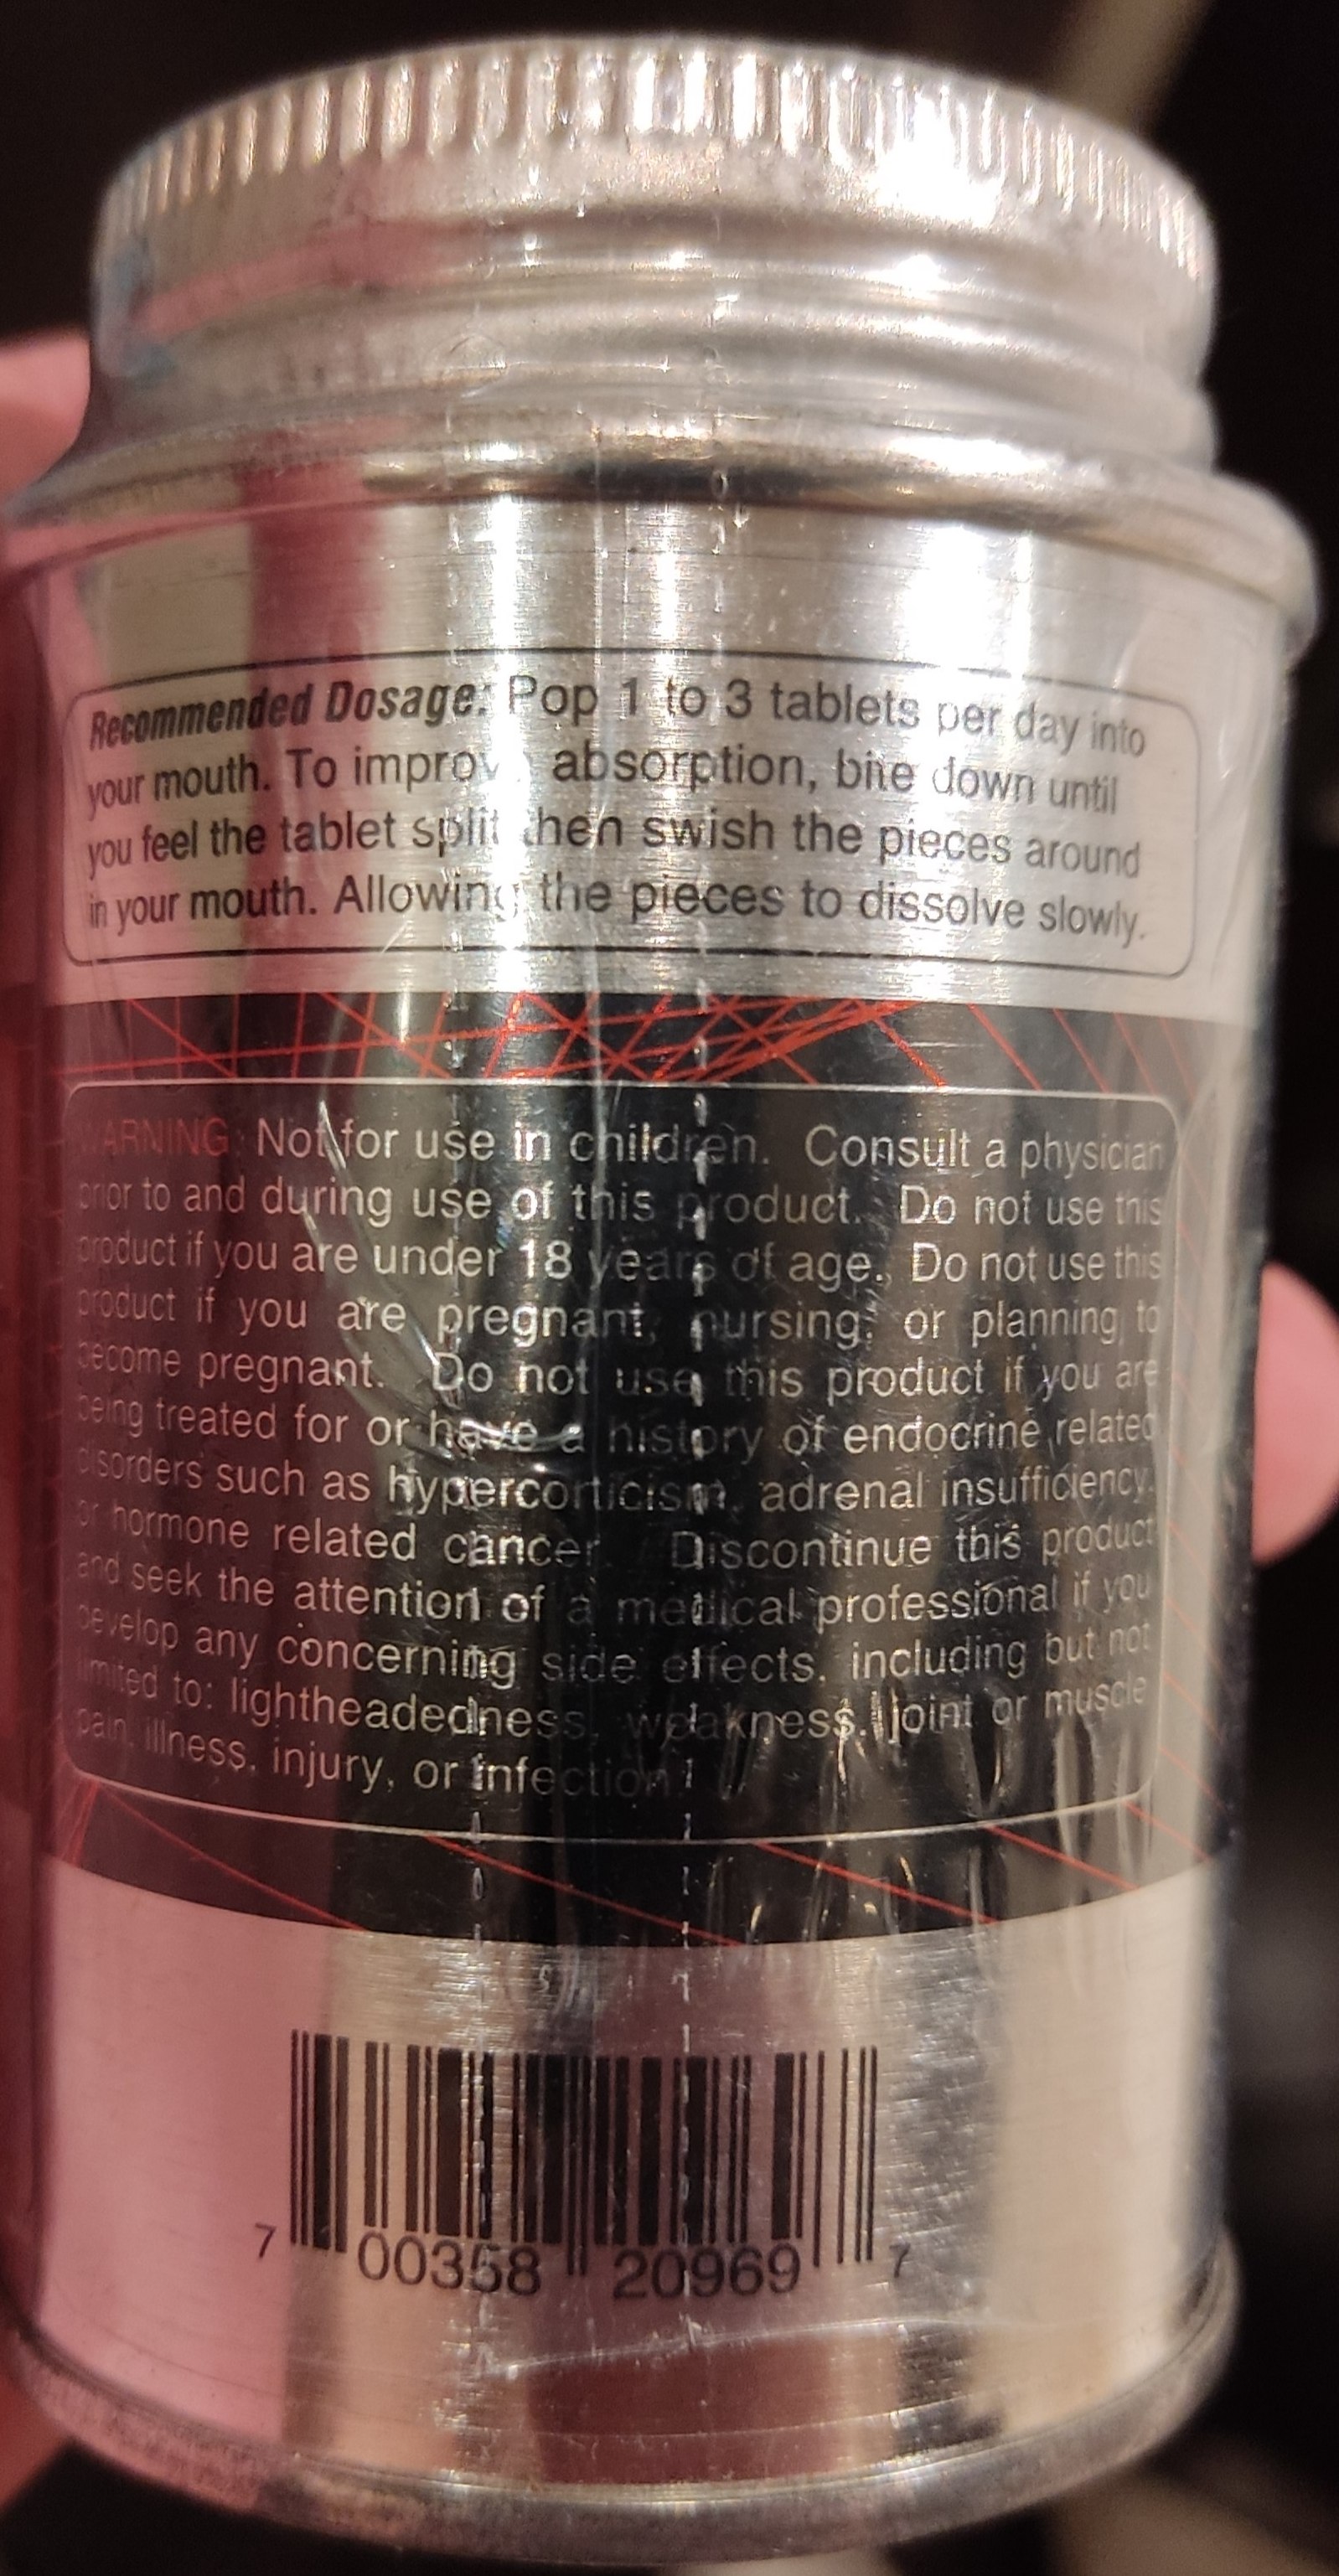 Recommended Dosage: Pop 1 to 3 tablets per day into
your mouth. To improve absorption, bite down until
you feel the tablet split then swish the pieces around
in your mouth. Allowing the pieces to dissolve slowly.
WARNING: Not for use in children. Consult a physician
prior to and during use of this product. Do not use this
product if you are under 18 years of age. Do not use this
product if you are pregnant, nursing, or planning to
become pregnant. Do not use this product if you are
being treated for or have a history of endocrine related
disorders such as hypercorticism, adrenal insufficiency,
or hormone related cancer. Discontinue this product
and seek the attention of a medical professional if you
develop any concerning side effects, including but not
limited to: lightheadedness, weakness, joint or muscle
pain, illness, injury, or infection.
7 00358 20969 7